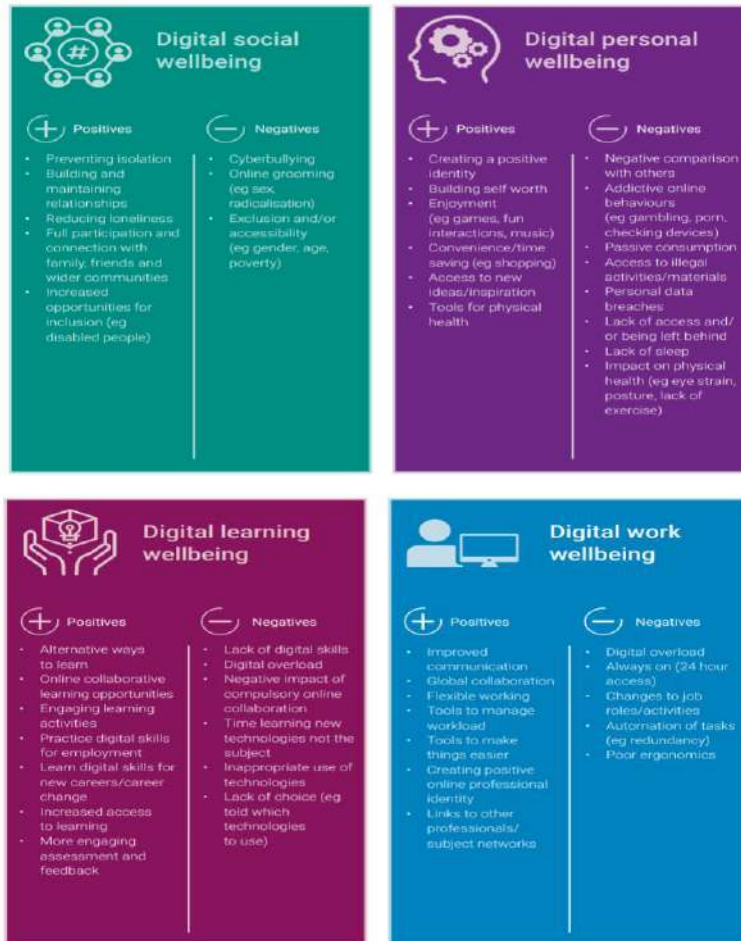 #
Digital social
wellbeing
Positives
• Preventing isolation
• Building and
maintaining
relationships
• Reducing loneliness
• Full participation and
connection with
family, friends and
wider communities
• Increased
opportunities for
inclusion (eg
disabled people)
Negatives
• Cyberbullying
• Online grooming
(eg sex,
radicalisation)
• Exclusion and/or
accessibility
(eg gender, age,
poverty)
Digital personal
wellbeing
Positives
• Creating a positive
identity
• Building self worth
• Enjoyment
(eg games, fun
interactions, music)
• Convenience/time
saving (eg shopping)
• Access to new
ideas/inspiration
• Tools for physical
health
Negatives
• Negative comparison
with others
• Addictive online
behaviours
(eg gambling, porn,
checking devices)
• Passive consumption
• Access to illegal
activities/materials
• Personal data
breaches
• Lack of access and/
or being left behind
• Lack of sleep
• Impact on physical
health (eg eye strain,
posture, lack of
exercise)
Digital learning
wellbeing
Positives
• Alternative ways
to learn
• Online collaborative
learning opportunities
• Engaging learning
activities
• Practice digital skills
for employment
• Learn digital skills for
new careers/career
change
• Increased access
to learning
• More engaging
assessment and
feedback
Negatives
• Lack of digital skills
• Digital overload
• Negative impact of
compulsory online
collaboration
• Time learning new
technologies not the
subject
• Inappropriate use of
technologies
• Lack of choice (eg
told which
technologies
to use)
Digital work
wellbeing
Positives
• Improved
communication
• Global collaboration
• Flexible working
• Tools to manage
workload
• Tools to make
things easier
• Creating positive
online professional
identity
• Links to other
professionals/
subject networks
Negatives
• Digital overload
• Always on (24 hour
access)
• Changes to job
roles/activities
• Automation of tasks
(eg redundancy)
• Poor ergonomics